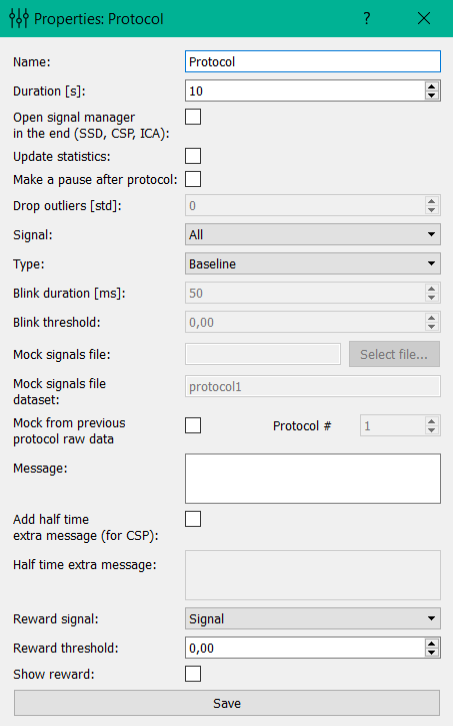 Properties: Protocol ?
Name: Protocol
Duration [s]: 10
Open signal manager
in the end (SSD, CSP, ICA):
Update statistics:
Make a pause after protocol:
Drop outliers [std]: 0
Signal: All
Type: Baseline
Blink duration [ms]: 50
Blink threshold: 0,00
Mock signals file: Select file...
Mock signals file
dataset: protocol1
Mock from previous
protocol raw data Protocol # 1
Message:
Add half time
extra message (for CSP):
Half time extra message:
Reward signal: Signal
Reward threshold: 0,00
Show reward:
Save